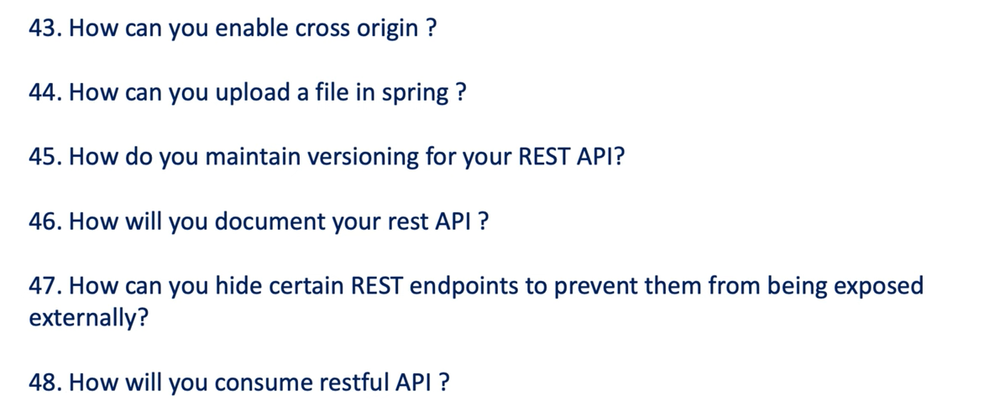 43. How can you enable cross origin ?
44. How can you upload a file in spring ?
45. How do you maintain versioning for your REST API?
46. How will you document your rest API ?
47. How can you hide certain REST endpoints to prevent them from being exposed
externally?
48. How will you consume restful API ?